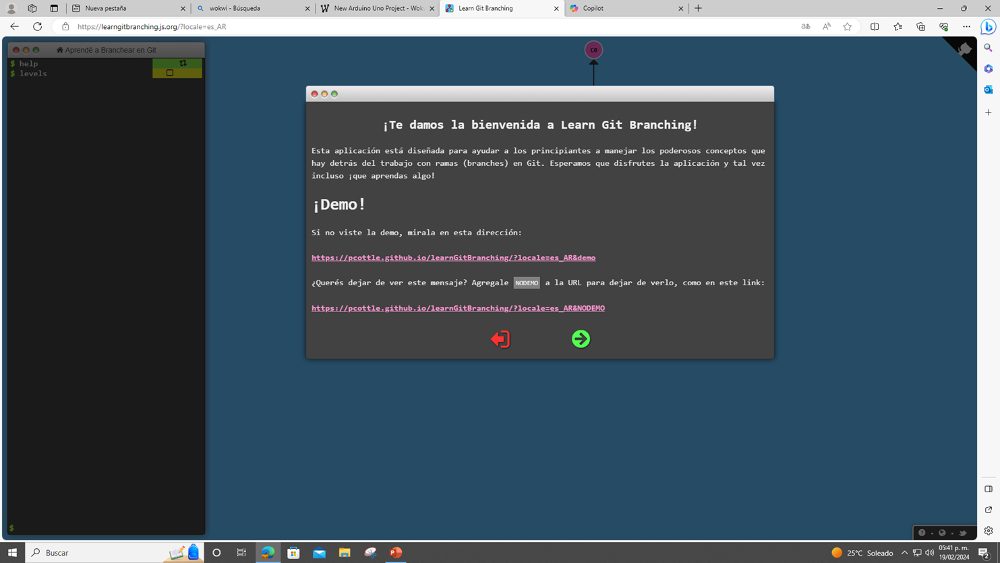 Nueva pestaña
wokwi - Búsqueda
New Arduino Uno Project - Wok
Learn Git Branching
Copilot
https://learngitbranching.js.org/?locale=es_AR
Aprendé a Branchear en Git
$ help
$ levels
C0
¡Te damos la bienvenida a Learn Git Branching!
Esta aplicación está diseñada para ayudar a los principiantes a manejar los poderosos conceptos que
hay detrás del trabajo con ramas (branches) en Git. Esperamos que disfrutes la aplicación y tal vez
incluso ¡que aprendas algo!
¡Demo!
Si no viste la demo, mirala en esta dirección:
https://pcottle.github.io/learnGitBranching/?locale=es_AR&demo
¿Querés dejar de ver este mensaje? Agregale NODEMO a la URL para dejar de verlo, como en este link:
https://pcottle.github.io/learnGitBranching/?locale=es_AR&NODEMO
$
Buscar
25°C Soleado
05:41 p. m.
19/02/2024
2